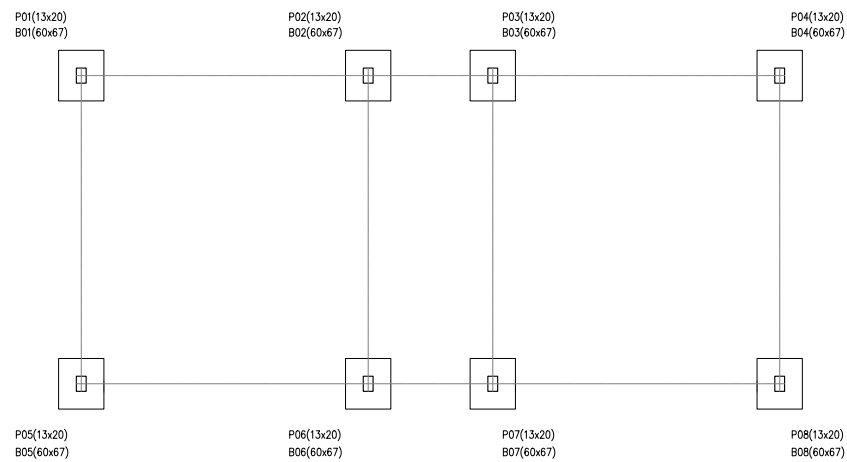 P01(13x20)
B01(60x67)
P02(13x20)
B02(60x67)
P03(13x20)
B03(60x67)
P04(13x20)
B04(60x67)
P05(13x20)
B05(60x67)
P06(13x20)
B06(60x67)
P07(13x20)
B07(60x67)
P08(13x20)
B08(60x67)